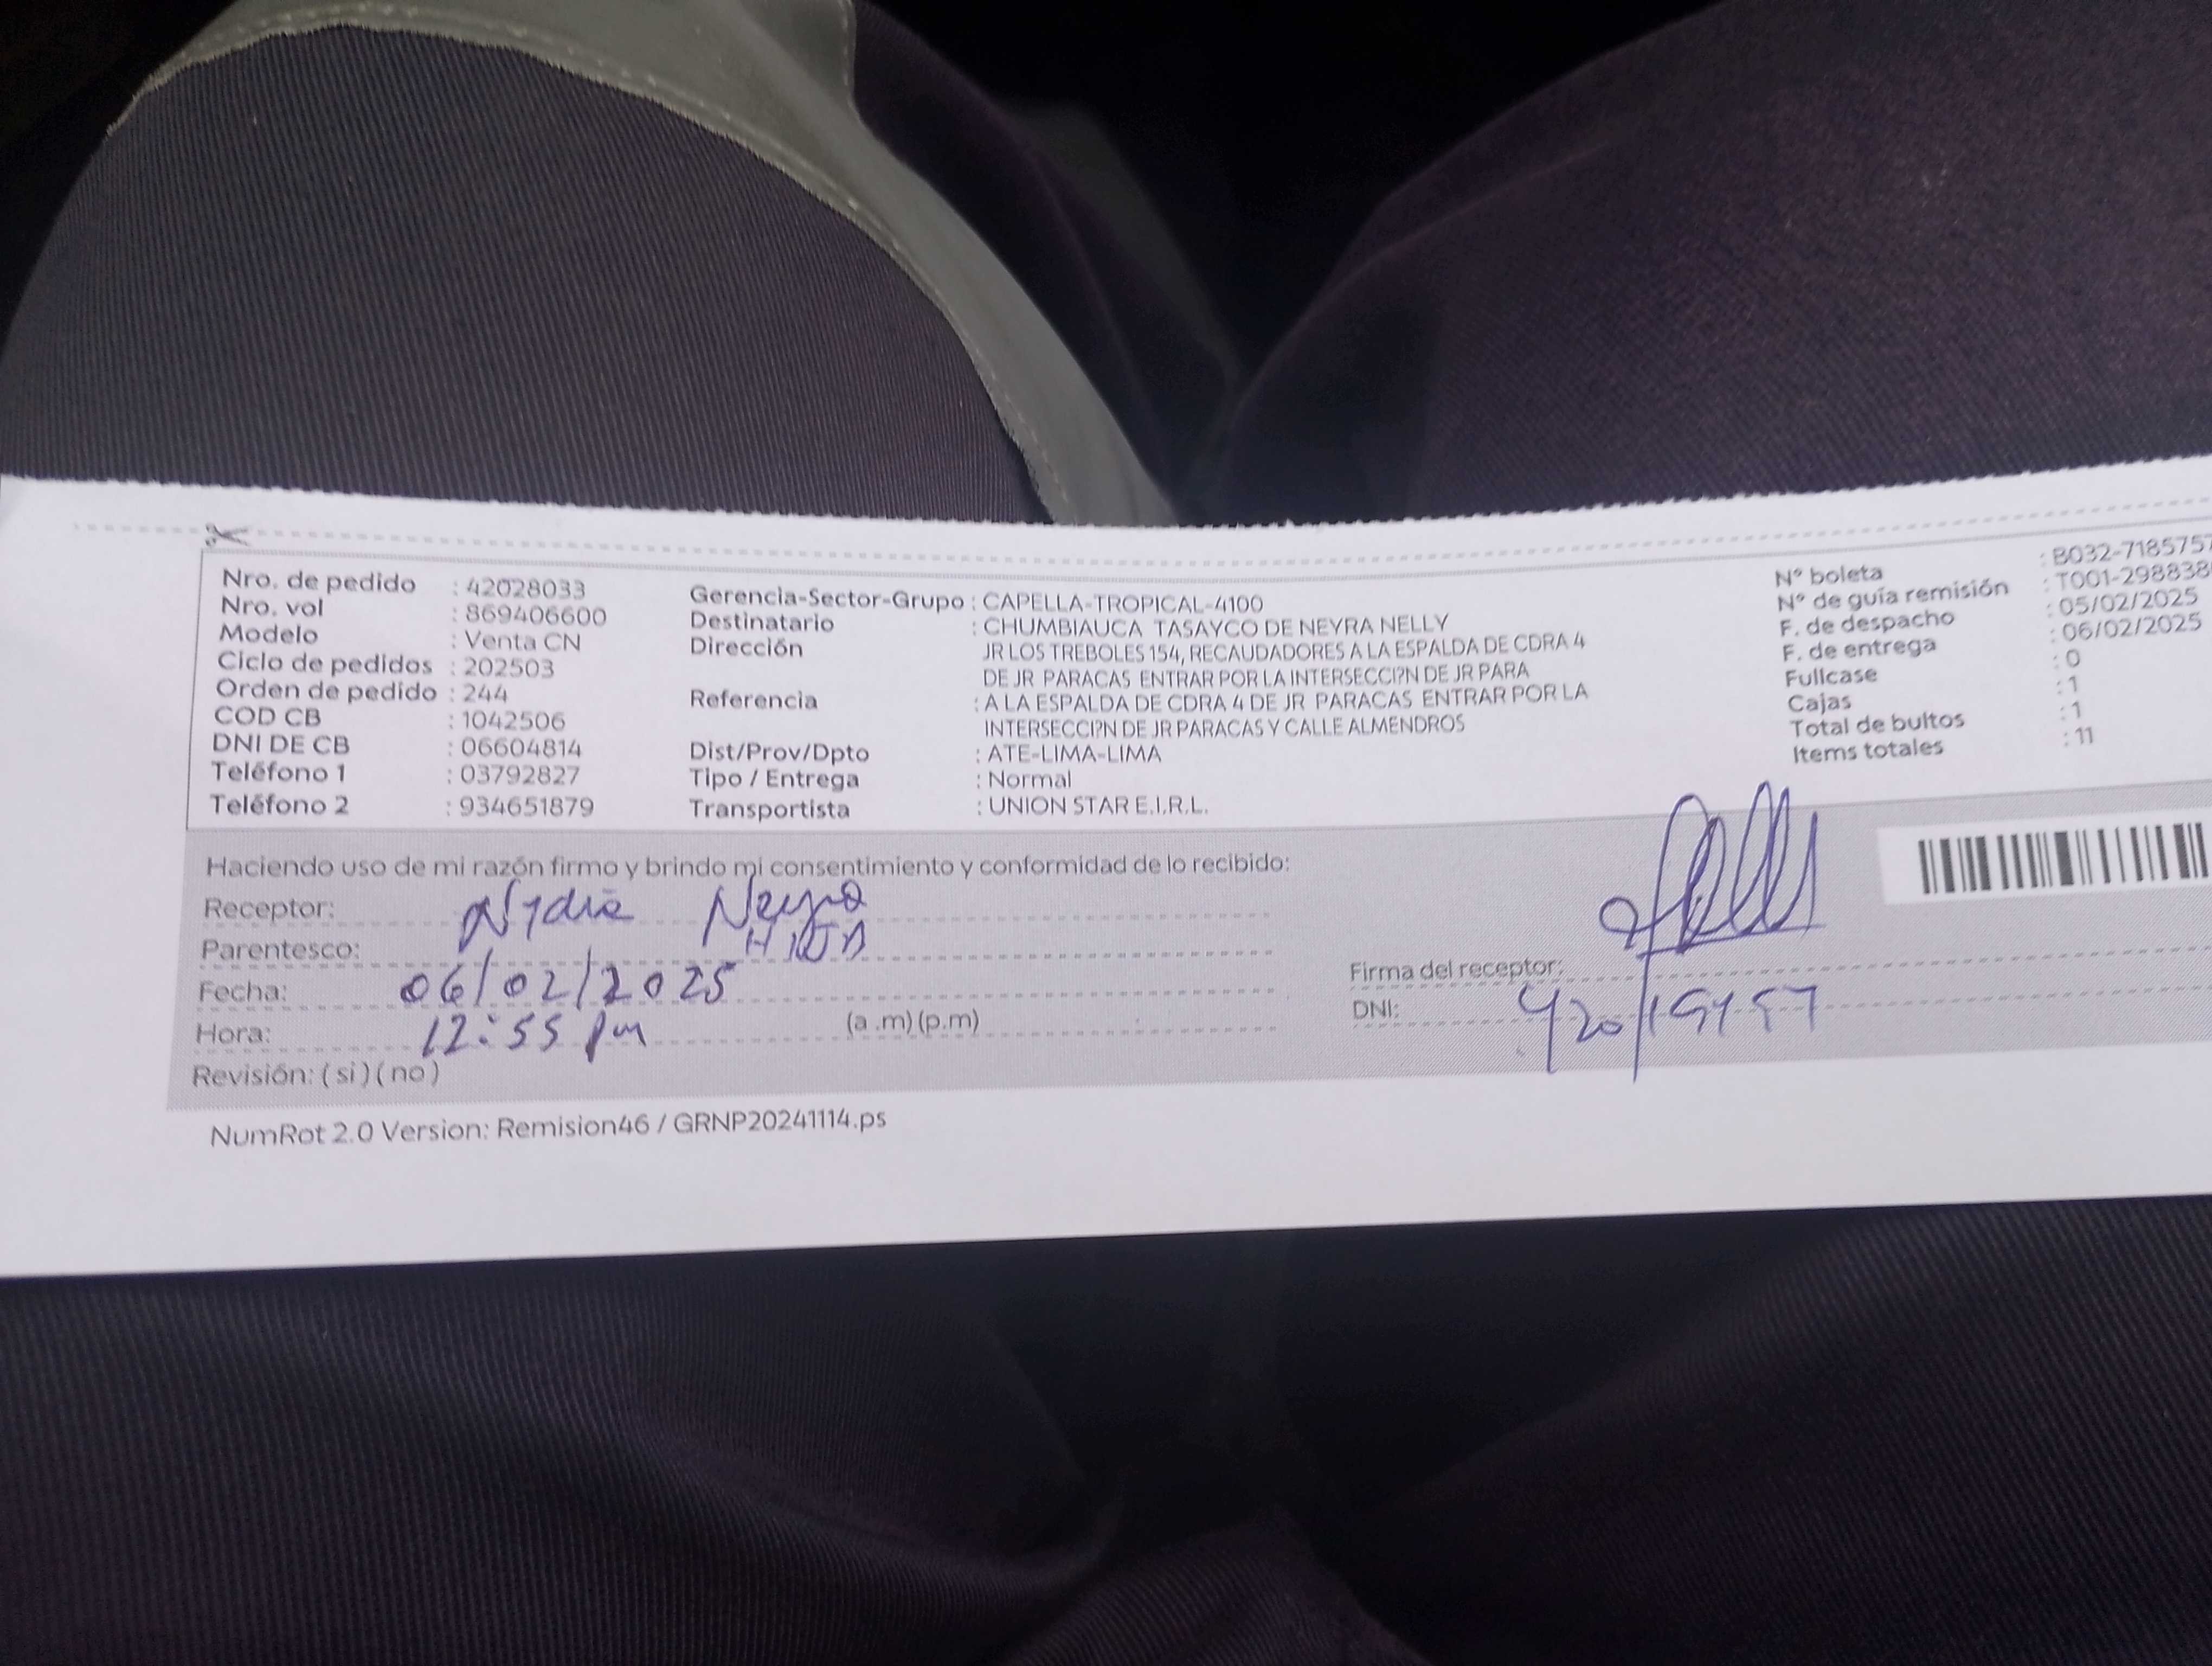 Nro. de pedido : 42028033
Nro. vol : 869406600
Modelo : Venta CN
Ciclo de pedidos : 202503
Orden de pedido : 244
COD CB : 1042506
DNI DE CB : 06604814
Teléfono 1 : 03792827
Teléfono 2 : 934651879
Gerencia-Sector-Grupo : CAPELLA-TROPICAL-4100
Destinatario : CHUMBIAUCA TASAYCO DE NEYRA NELLY
Dirección JR LOS TREBOLES 154, RECAUDADORES A LA ESPALDA DE CDRA 4
DE JR PARACAS ENTRAR POR LA INTERSECCI?N DE JR PARA
Referencia : A LA ESPALDA DE CDRA 4 DE JR PARACAS ENTRAR POR LA
INTERSECCI?N DE JR PARACAS Y CALLE ALMENDROS
Dist/Prov/Dpto : ATE-LIMA-LIMA
Tipo / Entrega : Normal
Transportista : UNION STAR E.I.R.L.
N° boleta : B032-7185757
N° de guía remisión : T001-298838
F. de despacho : 05/02/2025
F. de entrega : 06/02/2025
Fullcase : 0
Cajas : 1
Total de bultos : 1
Items totales : 11
Haciendo uso de mi razón firmo y brindo mi consentimiento y conformidad de lo recibido:
Receptor: Nydia Neyra
Parentesco: HIJA
Fecha: 06/02/2025
Hora: 12:55 pm (a .m) (p.m)
Revisión: ( si ) ( no )
Firma del receptor:
DNI:
NumRot 2.0 Version: Remision46 / GRNP20241114.ps